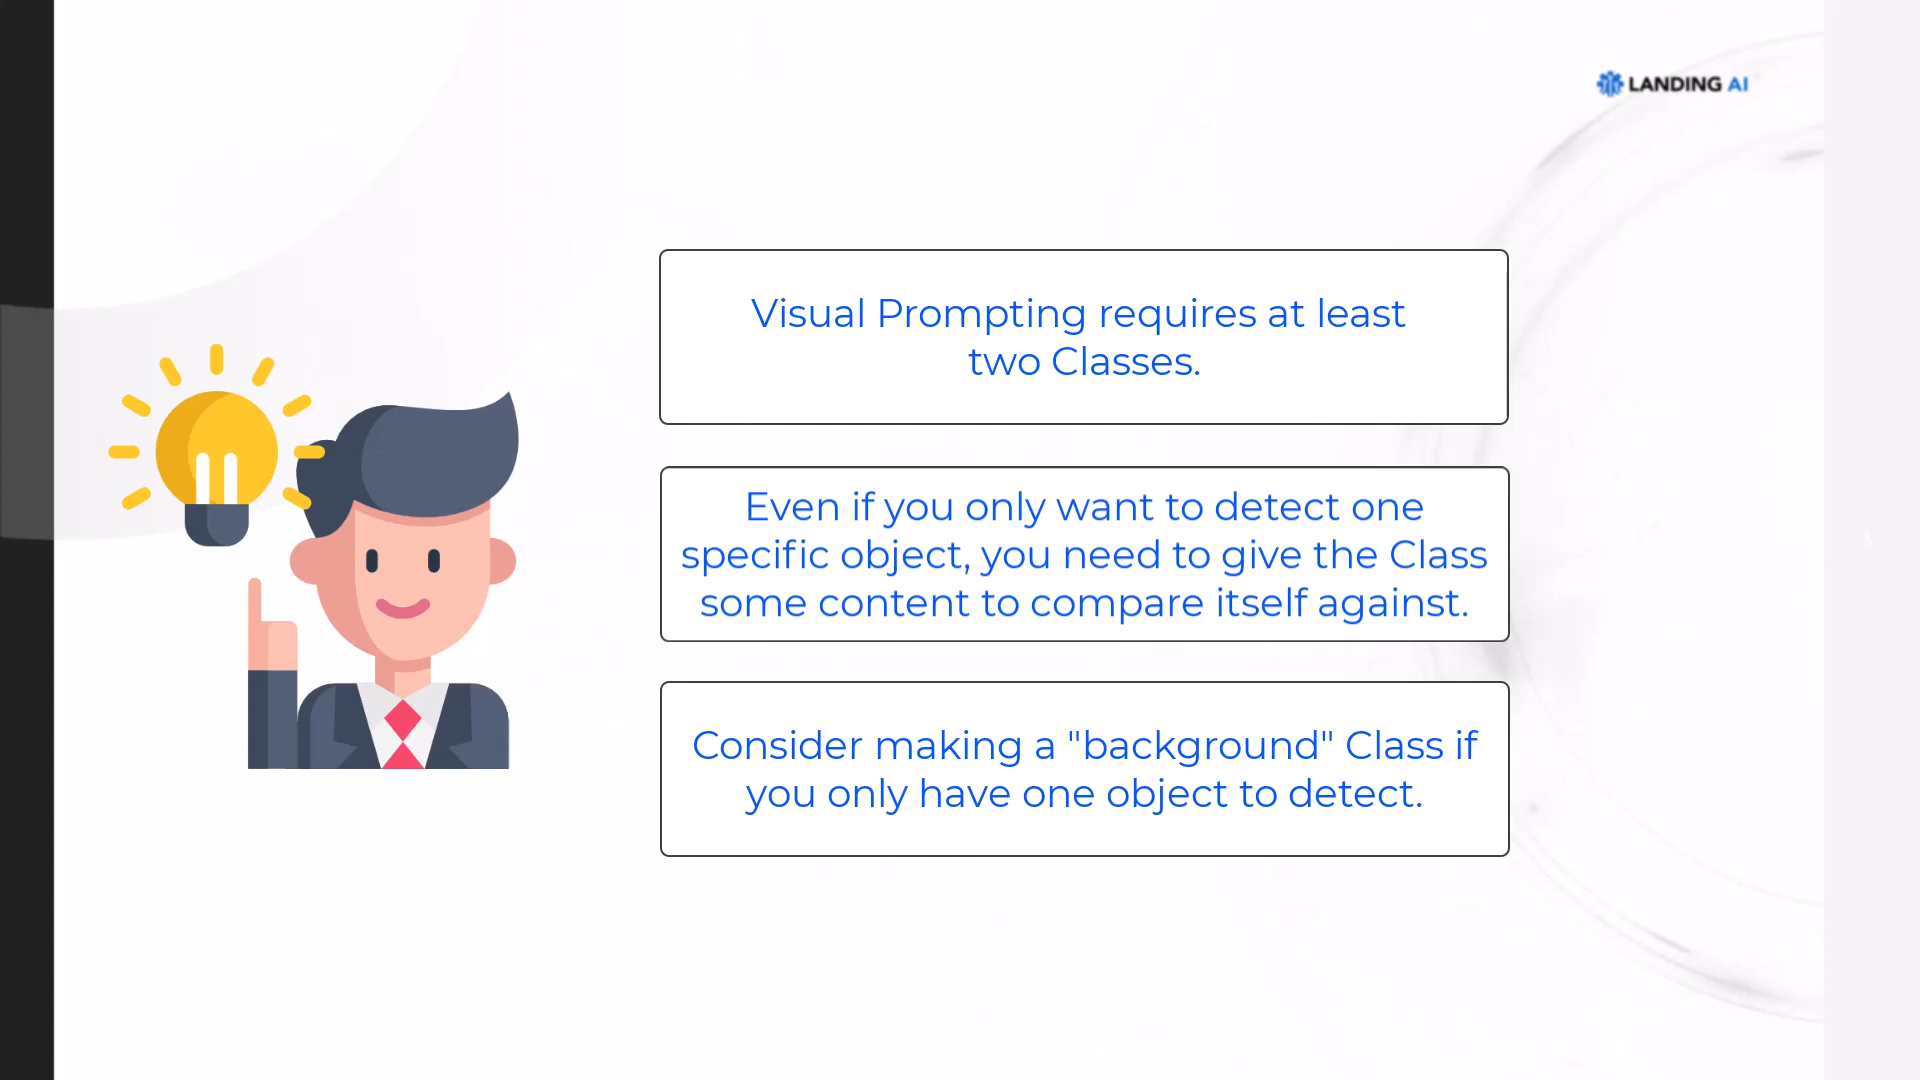 LANDING AI
Visual Prompting requires at least
two Classes.
Even if you only want to detect one
specific object, you need to give the Class
some content to compare itself against.
Consider making a "background" Class if
you only have one object to detect.